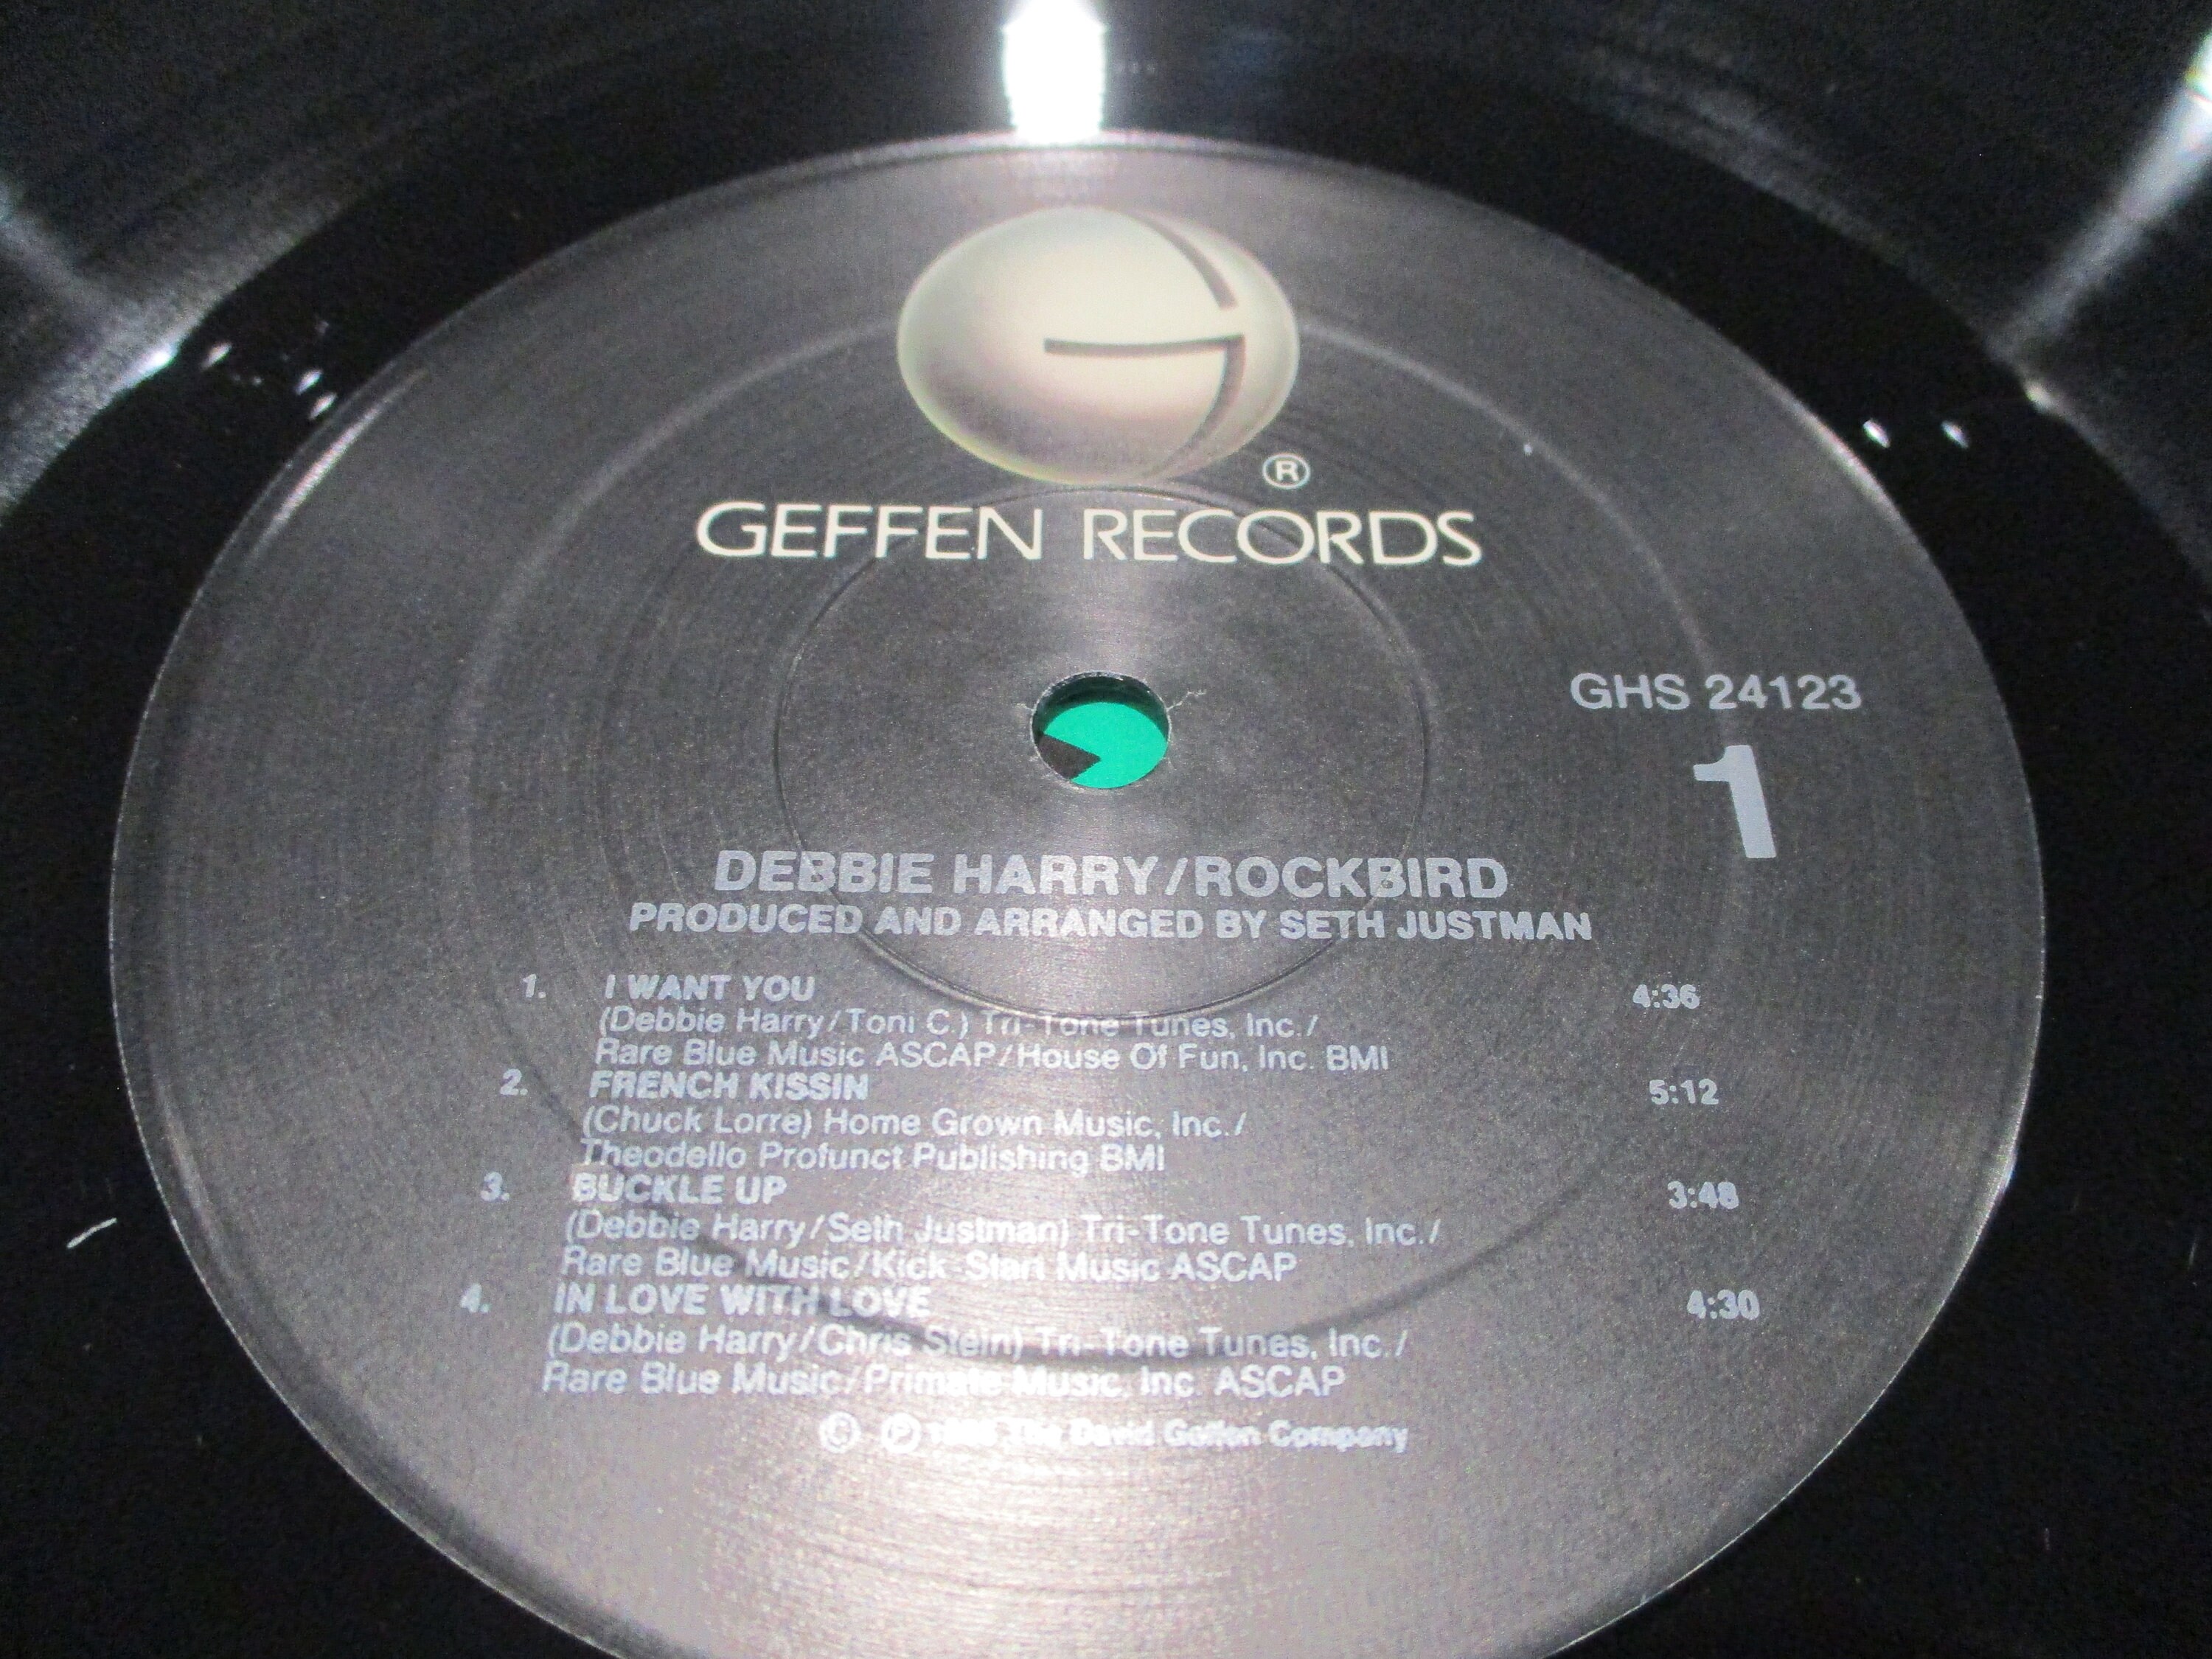 ®
GEFFEN RECORDS
GHS 24123
1
DEBBIE HARRY/ROCKBIRD
PRODUCED AND ARRANGED BY SETH JUSTMAN
1. I WANT YOU 4:36
(Debbie Harry/Toni C.) Tri-Tone Tunes, Inc./
Rare Blue Music ASCAP/House Of Fun, Inc. BMI
2. FRENCH KISSIN 5:12
(Chuck Lorre) Home Grown Music, Inc./
Theodello Profunct Publishing BMI
3. BUCKLE UP 3:48
(Debbie Harry/Seth Justman) Tri-Tone Tunes, Inc./
Rare Blue Music/Kick-Start Music ASCAP
4. IN LOVE WITH LOVE 4:30
(Debbie Harry/Chris Stein) Tri-Tone Tunes, Inc./
Rare Blue Music/Primate Music, Inc. ASCAP
© ℗ The David Geffen Company